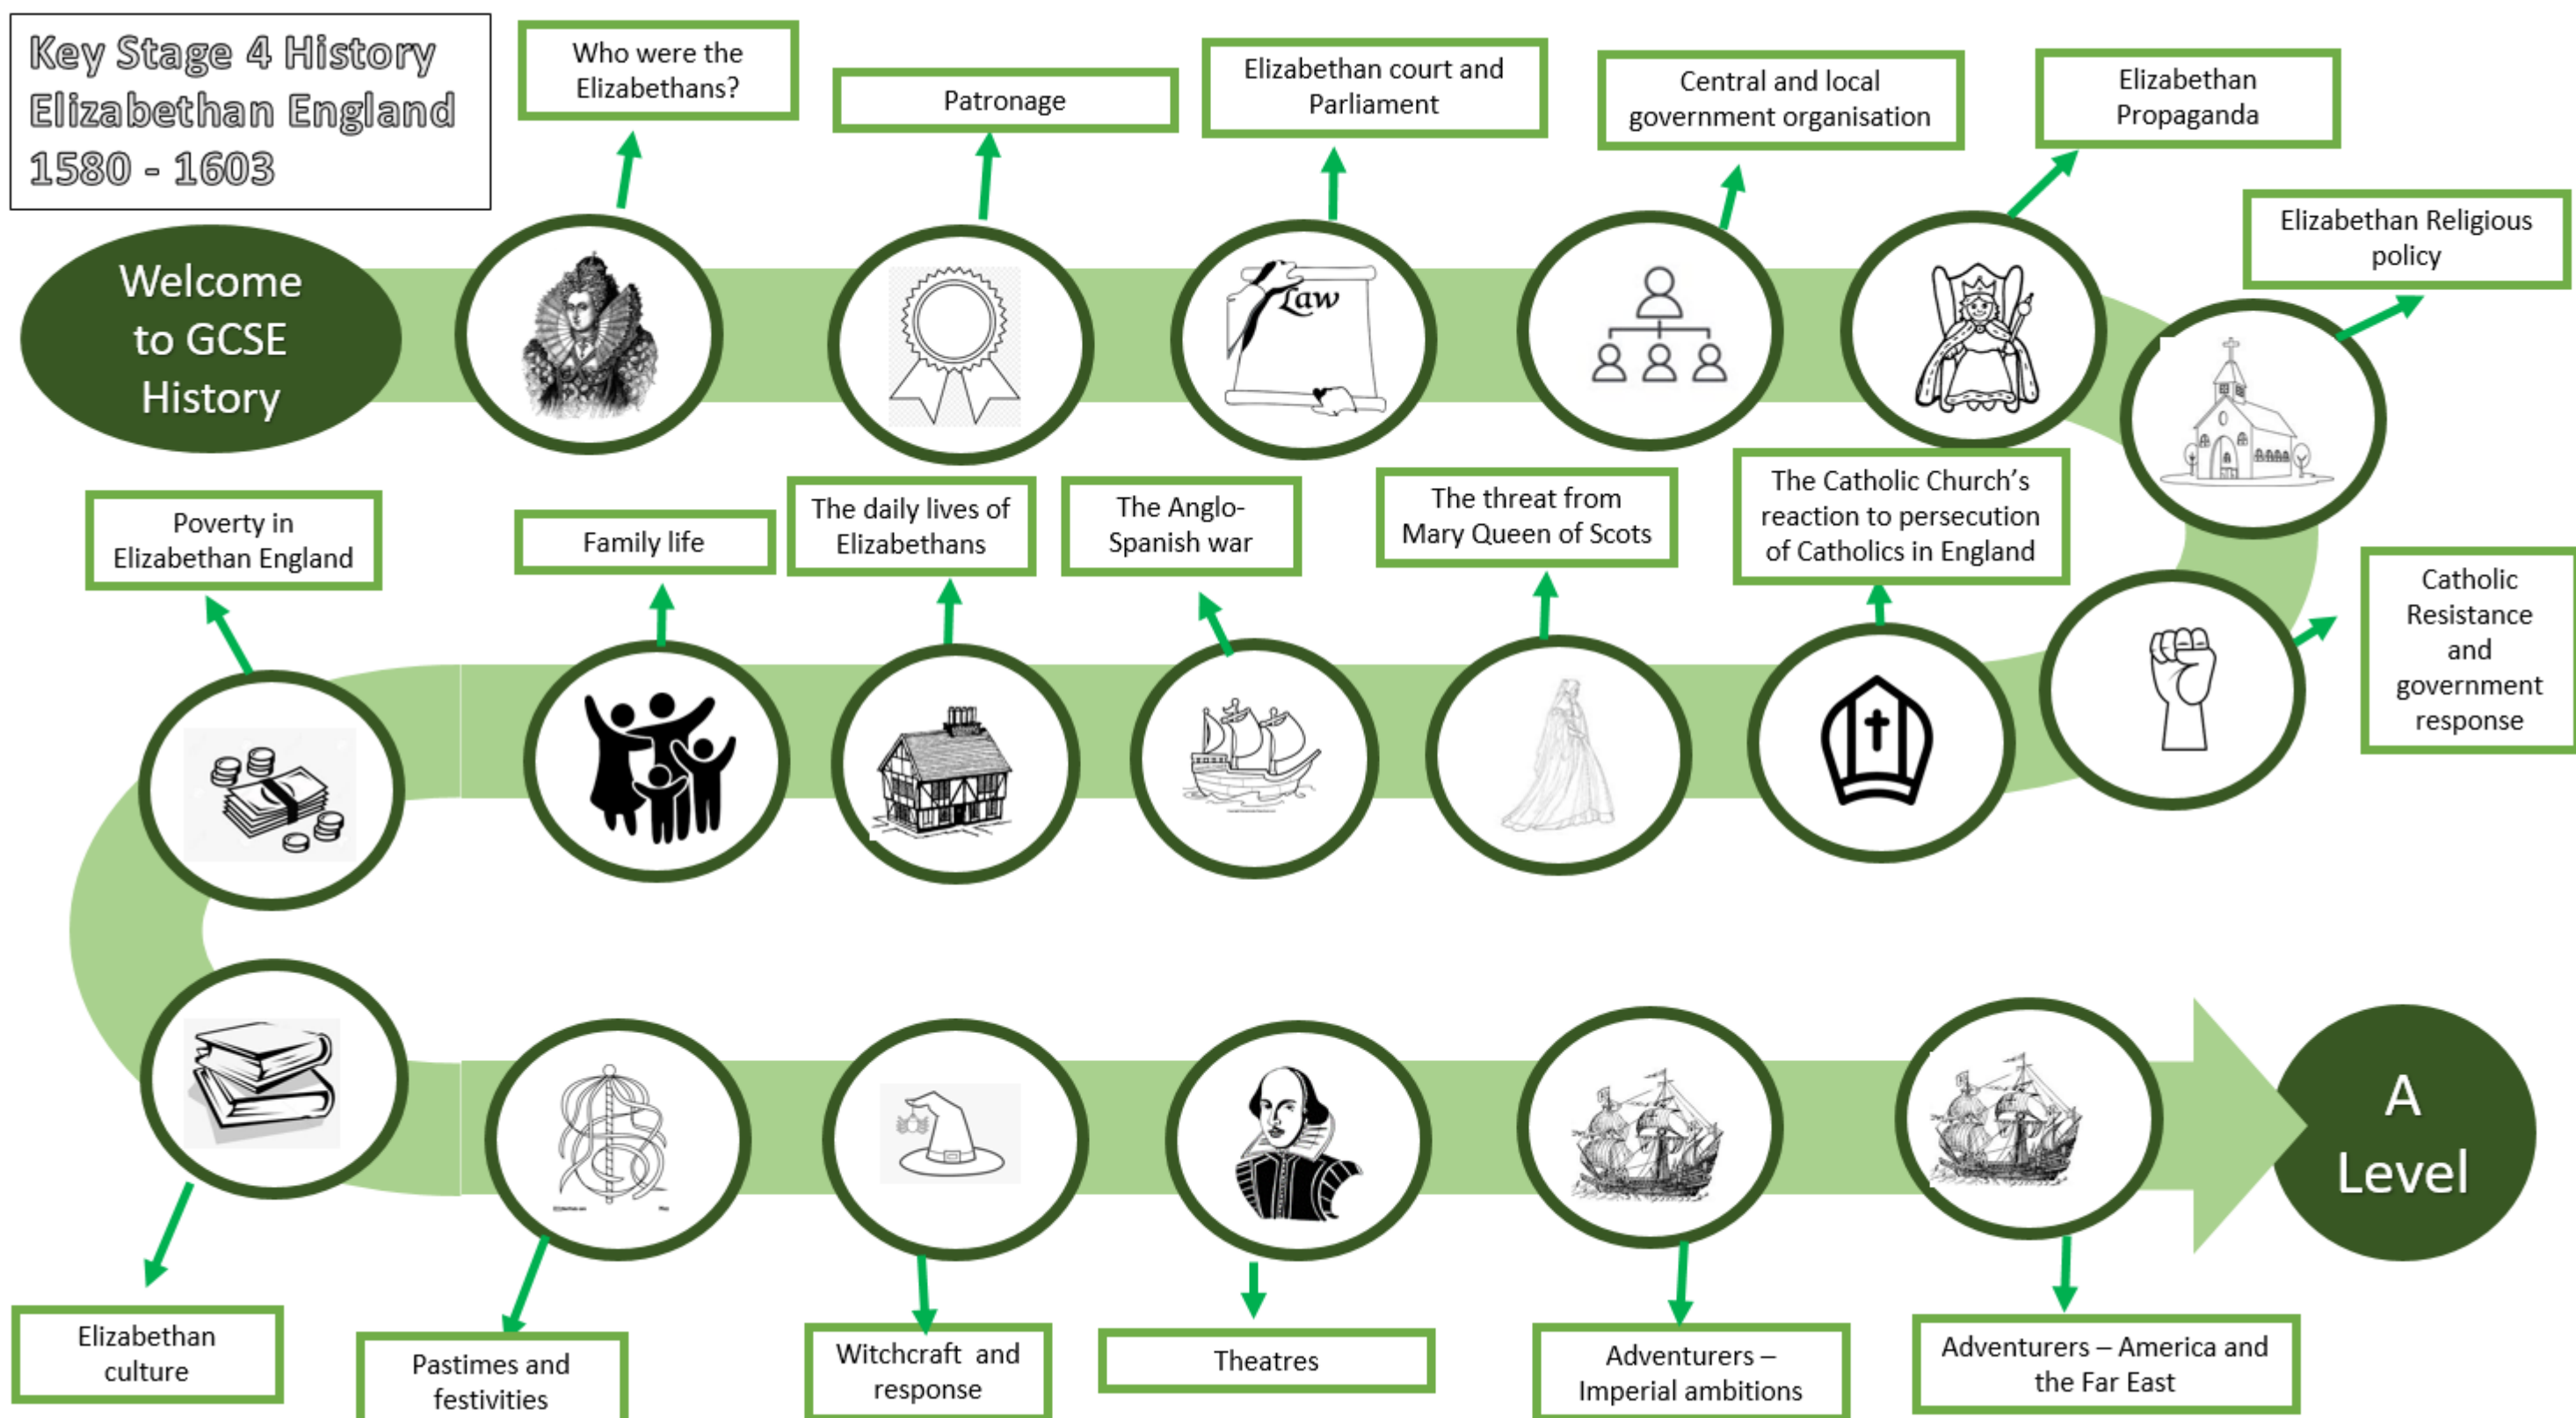 Key Stage 4 History
Elizabethan England
1580 - 1603
Welcome
to GCSE
History
Who were the
Elizabethans?
Patronage
Elizabethan court and
Parliament
Law
Central and local
government organisation
Elizabethan
Propaganda
Elizabethan Religious
policy
Catholic
Resistance
and
government
response
The Catholic Church’s
reaction to persecution
of Catholics in England
The threat from
Mary Queen of Scots
The Anglo-
Spanish war
The daily lives of
Elizabethans
Family life
Poverty in
Elizabethan England
Elizabethan
culture
Pastimes and
festivities
Witchcraft and
response
Theatres
Adventurers –
Imperial ambitions
Adventurers – America and
the Far East
A
Level